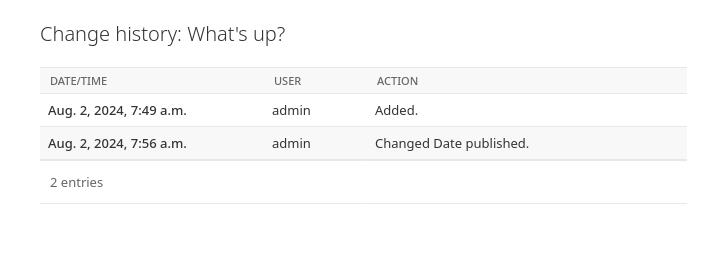 Change history: What's up?
DATE/TIME USER ACTION
Aug. 2, 2024, 7:49 a.m. admin Added.
Aug. 2, 2024, 7:56 a.m. admin Changed Date published.
2 entries